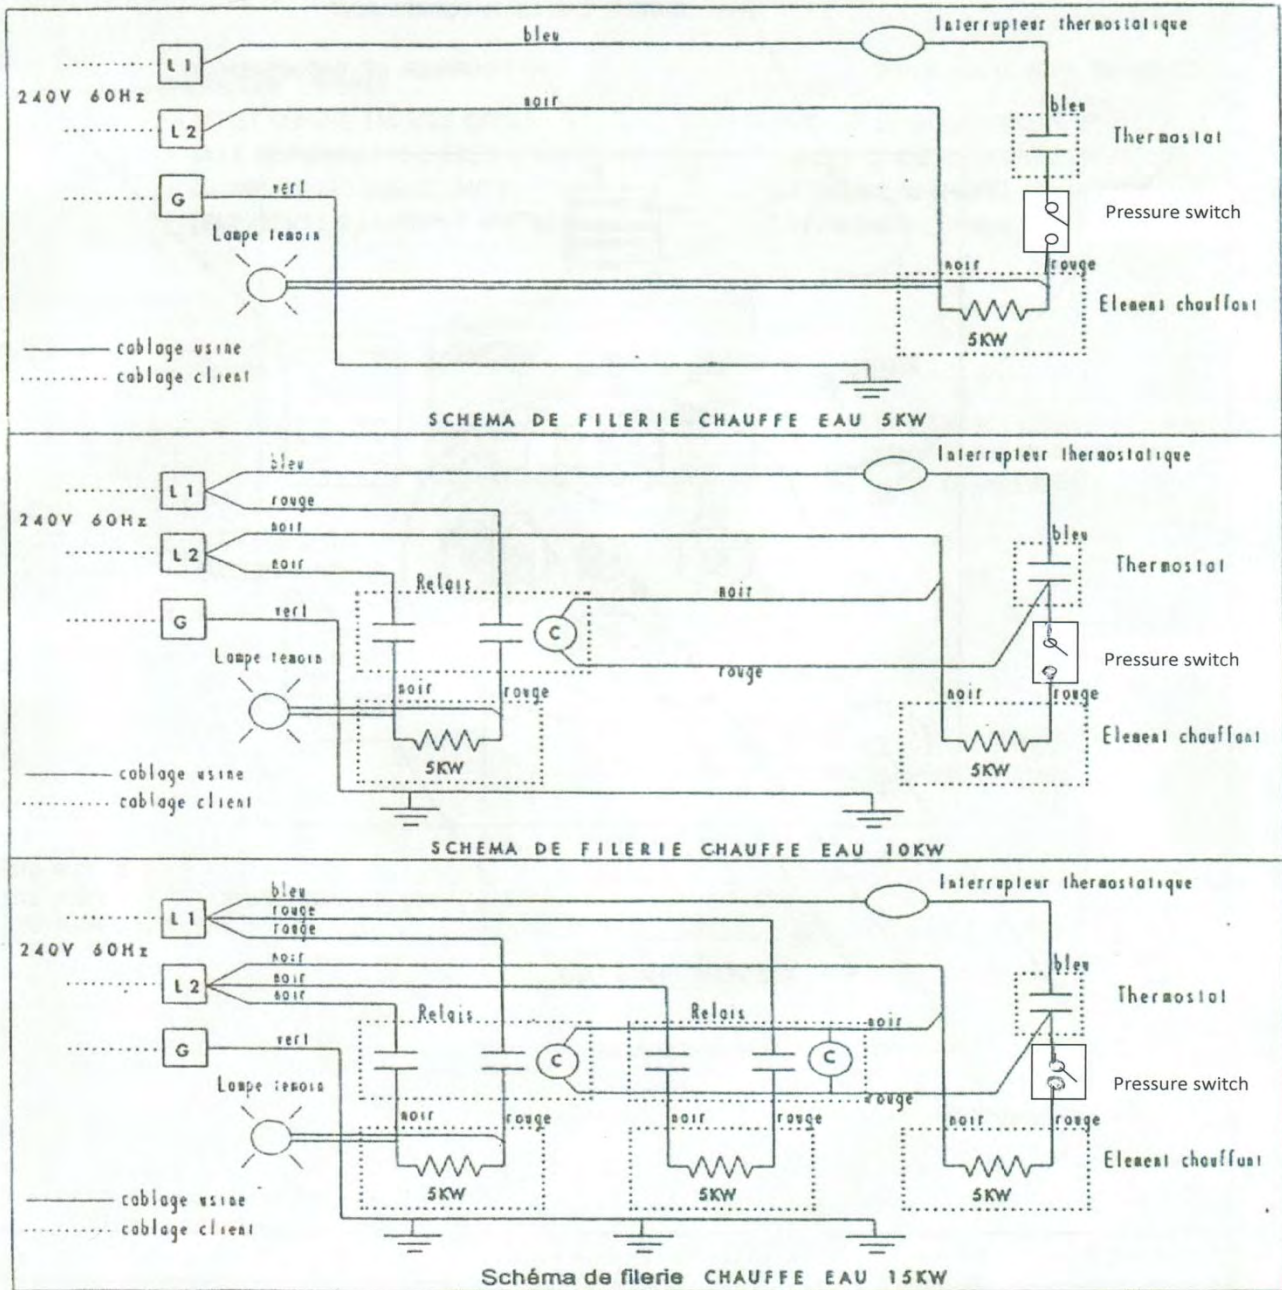 Interrupteur thermostatique
bleu
L 1
240V 60Hz
noir
bleu
L 2
Thermostat
vert
G
Pressure switch
Lampe temoin
noir
rouge
Element chauffant
5KW
cablage usine
cablage client
SCHEMA DE FILERIE CHAUFFE EAU 5KW
bleu
Interrupteur thermostatique
L 1
rouge
240V 60Hz
noir
bleu
L 2
noir
Relais
Thermostat
vert
noir
G
C
Lampe temoin
rouge
Pressure switch
noir
rouge
noir
rouge
Element chauffant
5KW
5KW
cablage usine
cablage client
SCHEMA DE FILERIE CHAUFFE EAU 10KW
bleu
Interrupteur thermostatique
L 1
rouge
rouge
240V 60Hz
noir
bleu
L2
noir
noir
Thermostat
Relais
Relais
noir
vert
G
C
C
Lampe temoin
rouge
Pressure switch
noir
rouge
noir
rouge
noir
rouge
Element chauffant
5KW
5KW
5KW
cablage usine
cablage client
Schéma de filerie CHAUFFE EAU 15KW